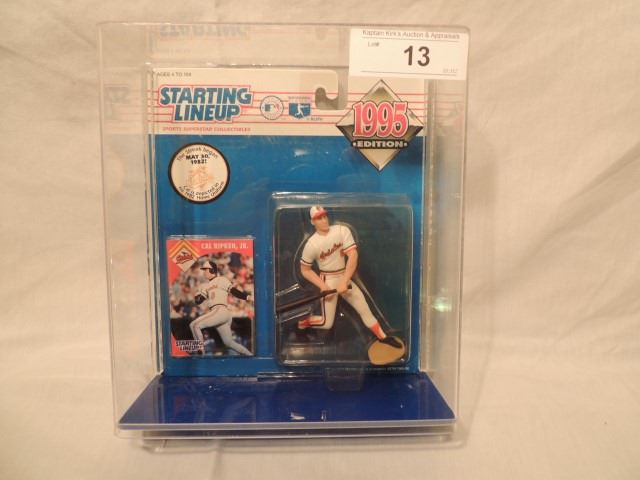 Kaptain Kirk's Auction & Appraisals
Lot#
13
AGES 4 TO 104
STARTING
LINEUP
SPORTS SUPERSTAR COLLECTIBLES
1995
EDITION
The Streak began
MAY 30,
1982!
CAL RIPKEN, JR.
Orioles
STARTING
LINEUP